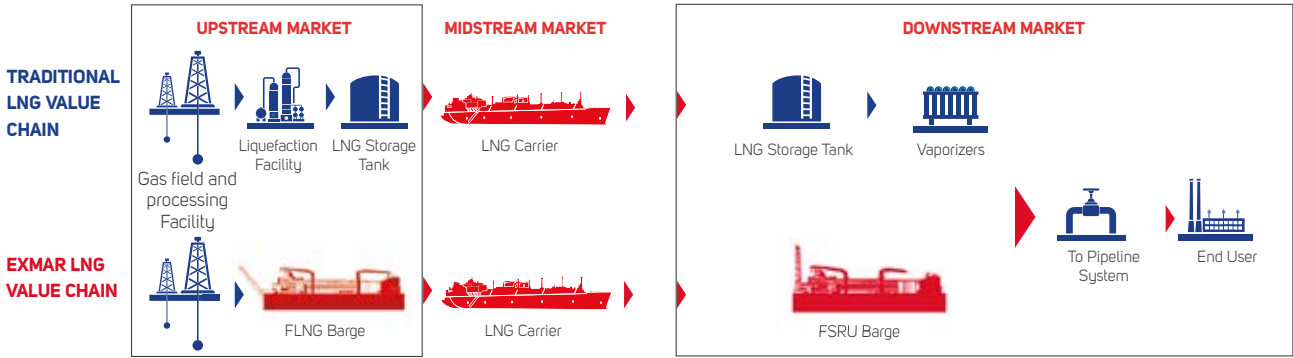 UPSTREAM MARKET
MIDSTREAM MARKET
DOWNSTREAM MARKET
TRADITIONAL
LNG VALUE
CHAIN
Liquefaction
Facility
LNG Storage
Tank
LNG Carrier
LNG Storage Tank
Vaporizers
Gas field and
processing
Facility
To Pipeline
System
End User
EXMAR LNG
VALUE CHAIN
FLNG Barge
LNG Carrier
FSRU Barge